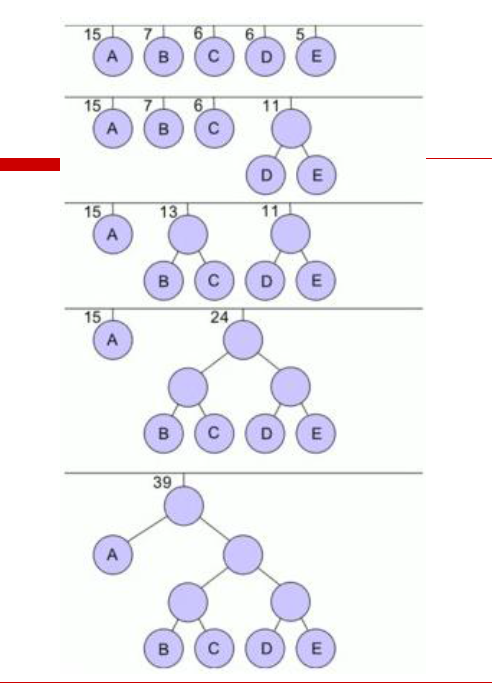 15 7 6 6 5
A B C D E
15 7 6 11
A B C
D E
15 13 11
A
B C D E
15 24
A
B C D E
39
A
B C D E